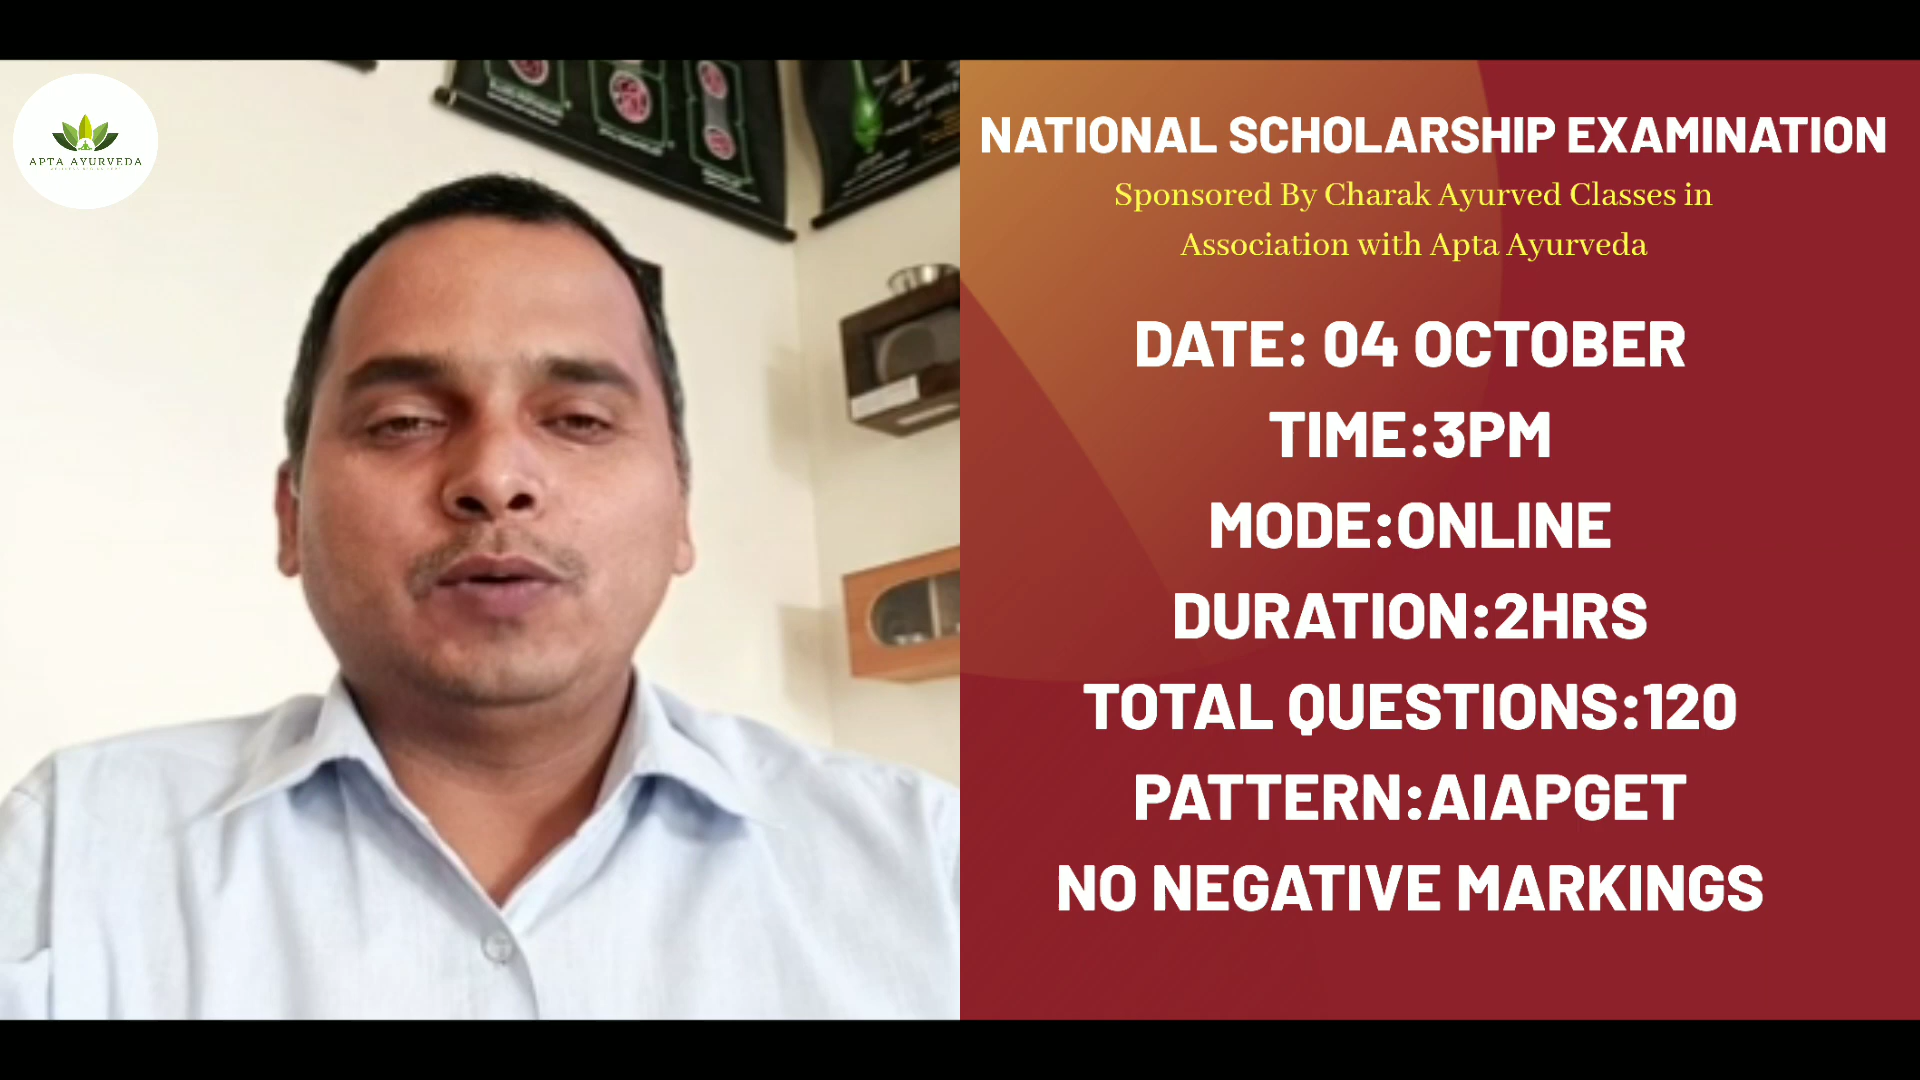 APTA AYURVEDA
NATIONAL SCHOLARSHIP EXAMINATION
Sponsored By Charak Ayurved Classes in
Association with Apta Ayurveda
DATE: 04 OCTOBER
TIME:3PM
MODE:ONLINE
DURATION:2HRS
TOTAL QUESTIONS:120
PATTERN:AIAPGET
NO NEGATIVE MARKINGS